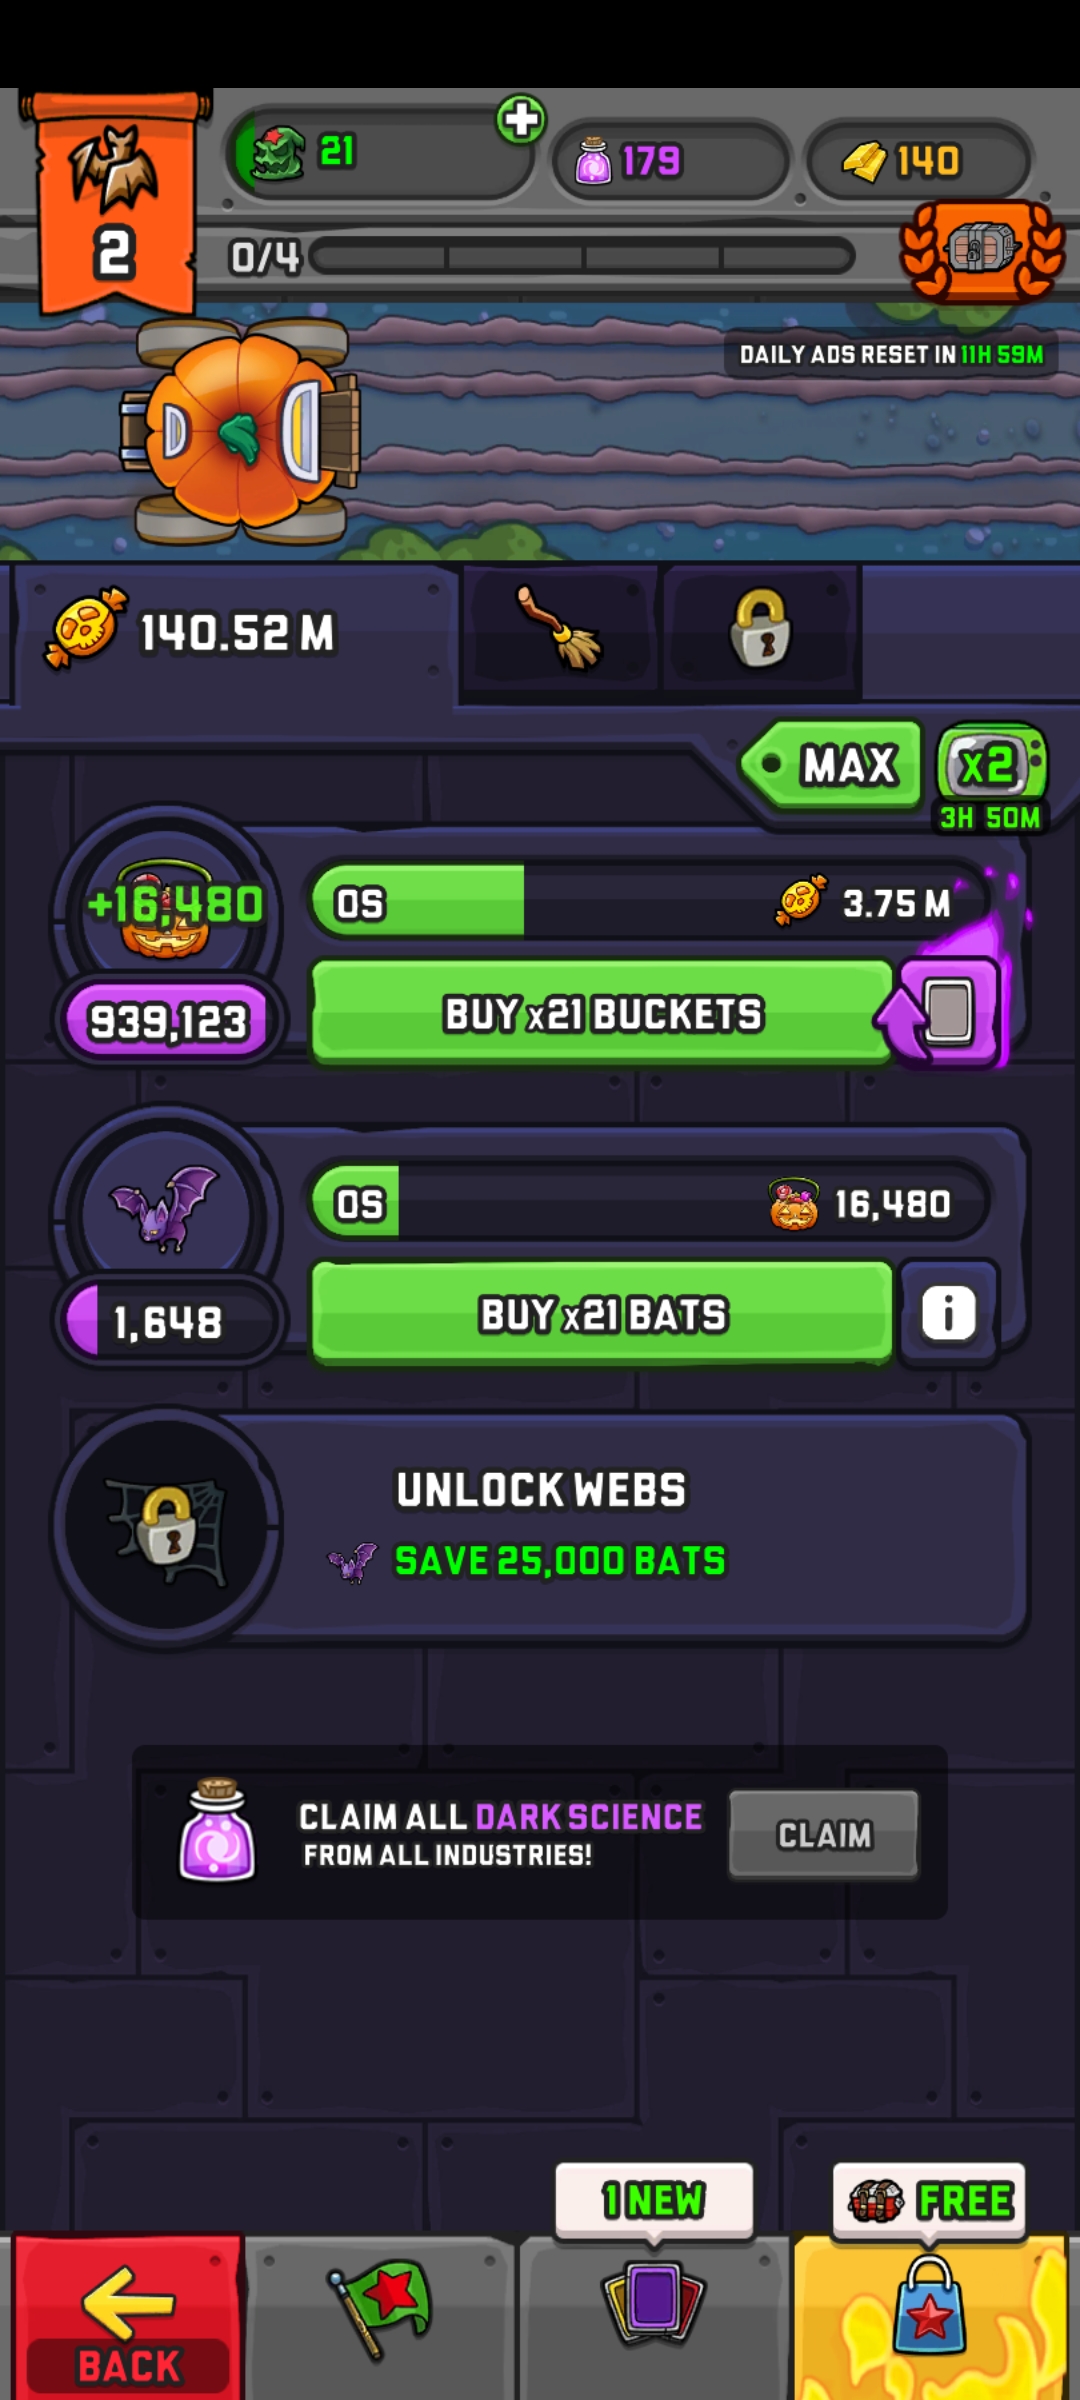 21
179
140
2
0/4
DAILY ADS RESET IN 11H 59M
140.52 M
MAX
x2
3H 50M
+16,480
0S
3.75 M
939,123
BUY x21 BUCKETS
0S
16,480
1,648
BUY x21 BATS
i
UNLOCK WEBS
SAVE 25,000 BATS
CLAIM ALL DARK SCIENCE
FROM ALL INDUSTRIES!
CLAIM
1 NEW
FREE
BACK